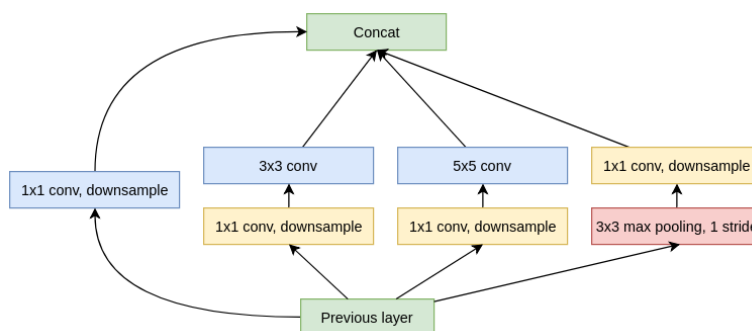 Concat
3x3 conv
5x5 conv
1x1 conv, downsample
1x1 conv, downsample
1x1 conv, downsample
1x1 conv, downsample
3x3 max pooling, 1 stride
Previous layer